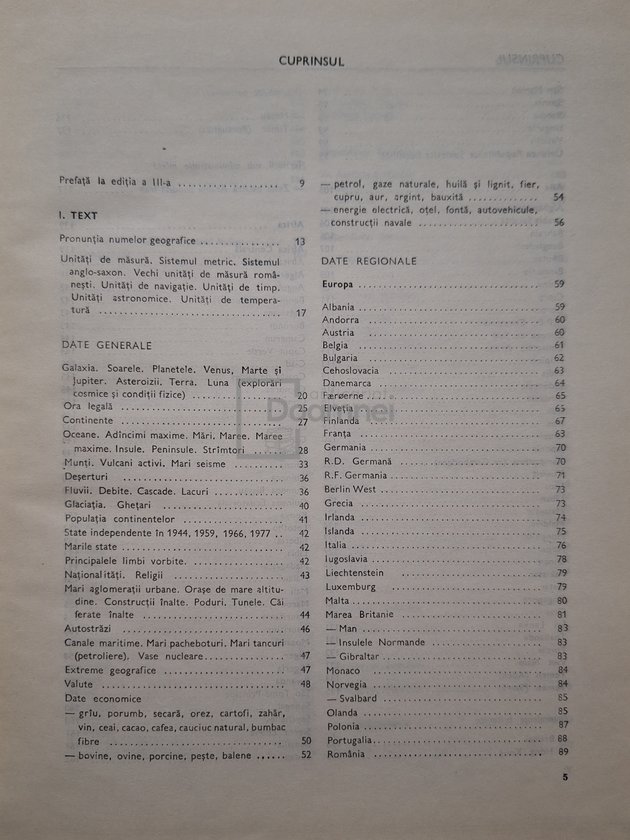 CUPRINSUL
Prefață la ediția a III-a .................... 9
I. TEXT
Pronunția numelor geografice ................ 13
Unități de măsură. Sistemul metric. Sistemul
anglo-saxon. Vechi unități de măsură româ-
nești. Unități de navigație. Unități de timp.
Unități astronomice. Unități de tempera-
tură .................................... 17
DATE GENERALE
Galaxia. Soarele. Planetele. Venus, Marte și
Jupiter. Asteroizii. Terra. Luna (explorări
cosmice și condiții fizice) .................. 20
Ora legală ................................ 25
Continente ................................ 27
Oceane. Adîncimi maxime. Mări, Maree. Maree
maxime. Insule. Peninsule. Strîmtori ........ 28
Munți. Vulcani activi. Mari seisme .......... 33
Deșerturi ................................ 36
Fluvii. Debite. Cascade. Lacuri .............. 36
Glaciația. Ghețari ........................ 40
Populația continentelor .................... 41
State independente în 1944, 1959, 1966, 1977 .. 42
Marile state .............................. 42
Principalele limbi vorbite. .................. 42
Naționalități. Religii ...................... 43
Mari aglomerații urbane. Orașe de mare altitu-
dine. Construcții înalte. Poduri. Tunele. Căi
ferate înalte .............................. 44
Autostrăzi ................................ 46
Canale maritime. Mari pacheboturi. Mari tancuri
(petroliere). Vase nucleare.................. 47
Extreme geografice ........................ 47
Valute .................................... 48
Date economice
— grîu, porumb, secară, orez, cartofi, zahăr,
vin, ceai, cacao, cafea, cauciuc natural, bumbac
fibre .................................... 50
— bovine, ovine, porcine, pește, balene ...... 52
— petrol, gaze naturale, huilă și lignit, fier,
cupru, aur, argint, bauxită .............. 54
— energie electrică, oțel, fontă, autovehicule,
construcții navale ........................ 56
DATE REGIONALE
Europa .................................... 59
Albania .................................... 59
Andorra .................................... 60
Austria .................................... 60
Belgia .................................... 61
Bulgaria .................................... 62
Cehoslovacia ................................ 63
Danemarca ................................ 64
Færøerne .................................. 65
Elveția .................................... 65
Finlanda .................................... 67
Franța .................................... 63
Germania .................................. 70
R.D. Germană .............................. 70
R.F. Germania .............................. 71
Berlin West ................................ 73
Grecia .................................... 73
Irlanda .................................... 74
Islanda .................................... 75
Italia .................................... 76
Iugoslavia .................................. 78
Liechtenstein .............................. 79
Luxemburg ................................ 79
Malta...................................... 80
Marea Britanie ............................ 81
— Man .................................... 83
— Insulele Normande ........................ 83
— Gibraltar ................................ 83
Monaco .................................... 84
Norvegia .................................. 84
— Svalbard ................................ 85
Olanda .................................... 85
Polonia .................................... 87
Portugalia.................................. 88
România .................................. 89
5